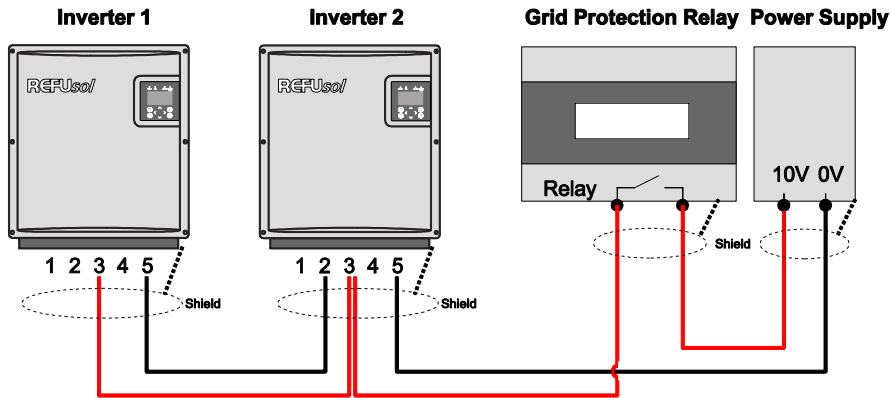 Inverter 1 Inverter 2 Grid Protection Relay Power Supply
REFUsol REFUsol
10V 0V
Relay
Shield
1 2 3 4 5 1 2 3 4 5
Shield Shield